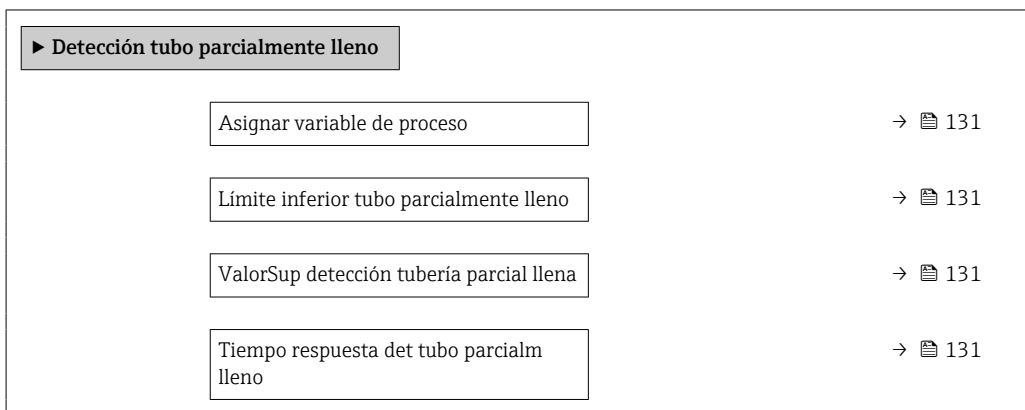 ▶ Detección tubo parcialmente lleno
Asignar variable de proceso → 131
Límite inferior tubo parcialmente lleno → 131
ValorSup detección tubería parcial llena → 131
Tiempo respuesta det tubo parcialm → 131
lleno